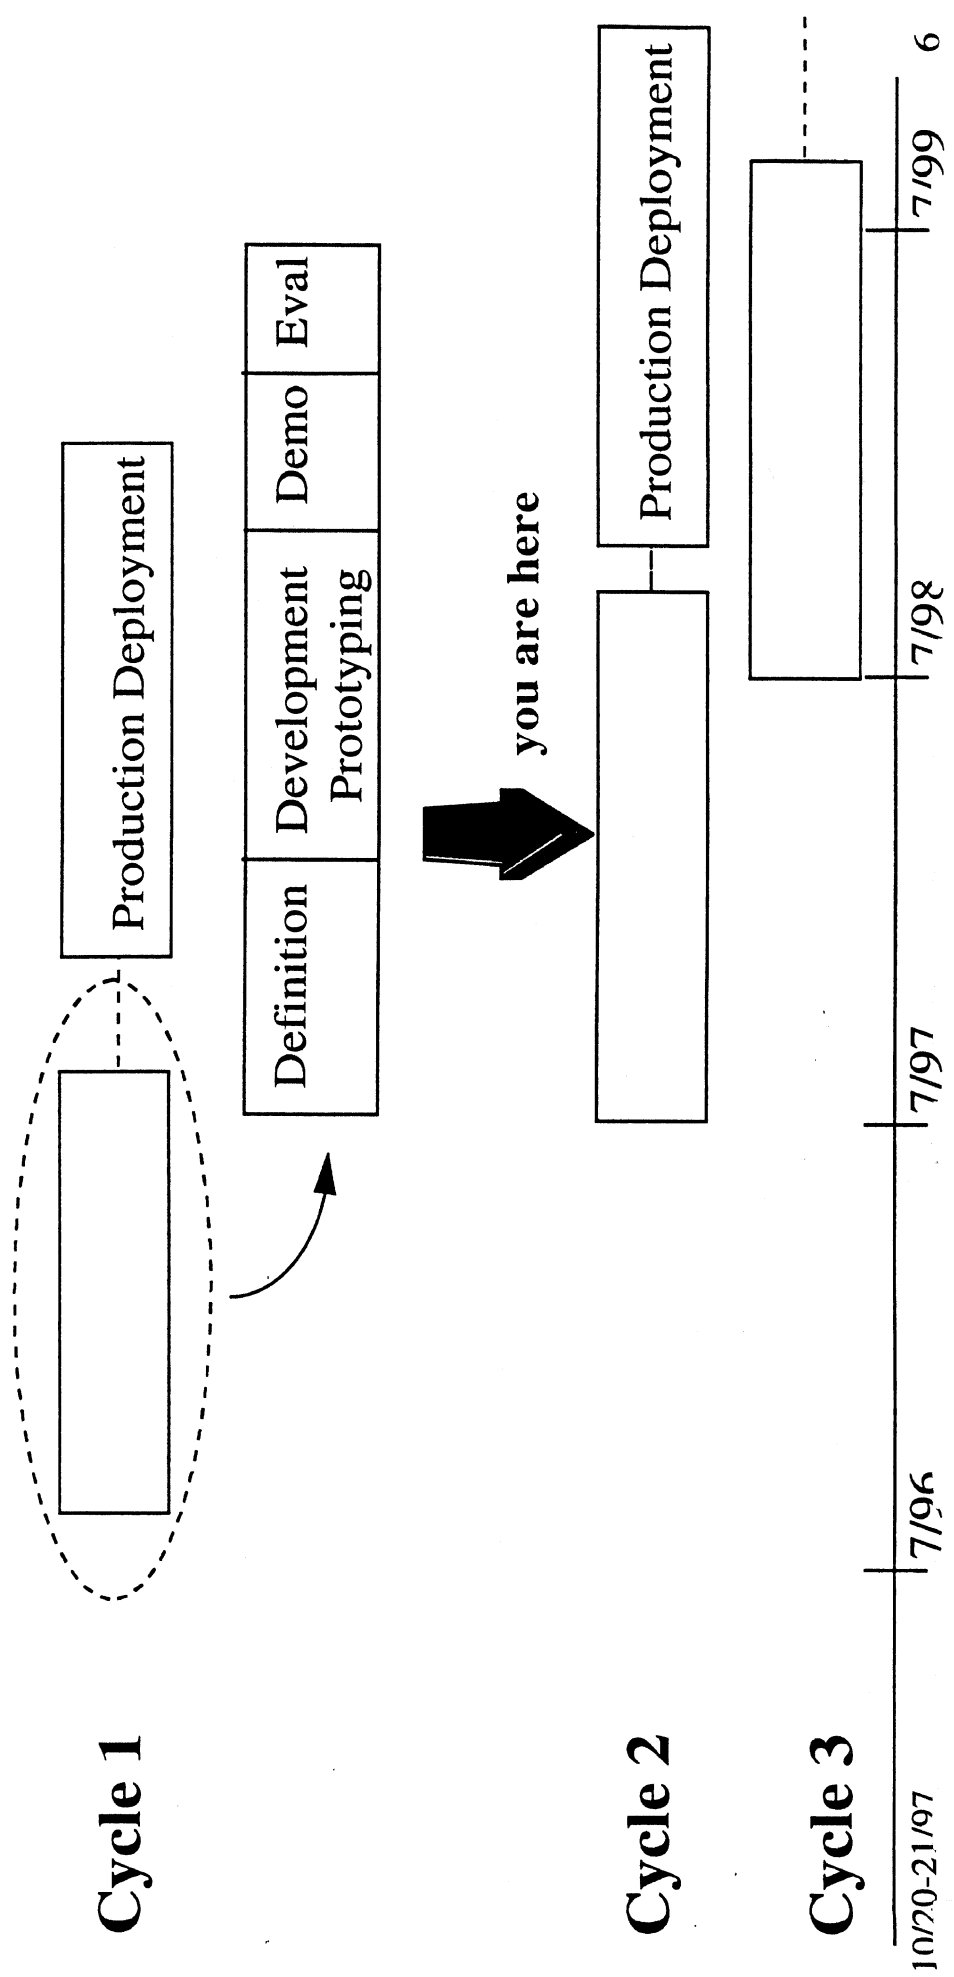 Cycle 1
Production Deployment
Definition
Development
Prototyping
Demo
Eval
you are here
Cycle 2
Production Deployment
Cycle 3
7/96
7/97
7/98
7/99
10/20-21/97
6